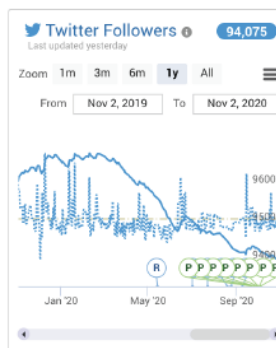 Twitter Followers 94,075
Last updated yesterday
Zoom 1m 3m 6m 1y All
From Nov 2, 2019 To Nov 2, 2020
9600
9400
R P P P P P P P P
Jan '20 May '20 Sep '20